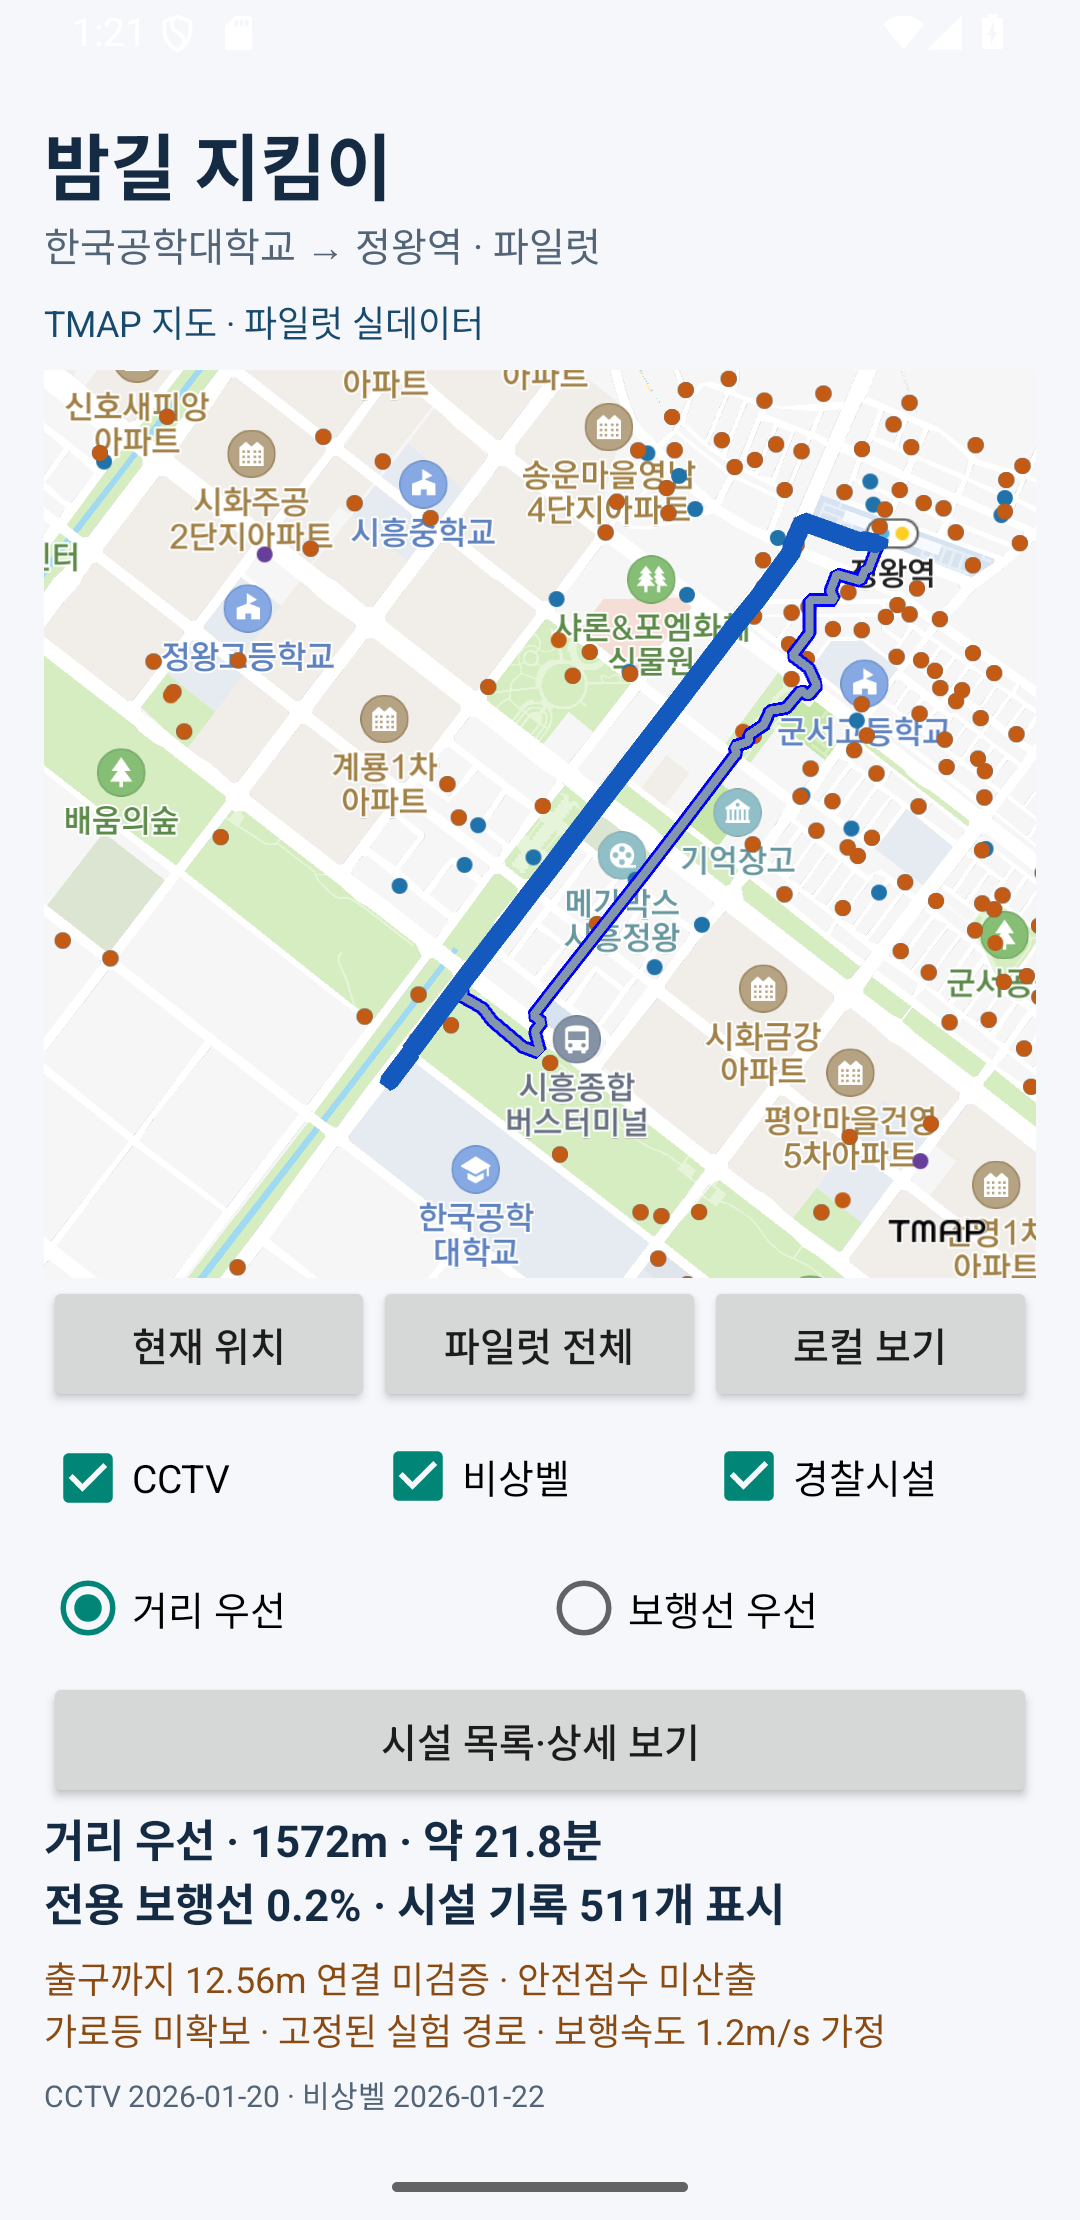 1:21
밤길 지킴이
한국공학대학교 → 정왕역 · 파일럿
TMAP 지도 · 파일럿 실데이터
아파트
아파트
신호새피앙
아파트
시화주공
2단지아파트
시흥중학교
송운마을영남
4단지아파트
센터
정왕역
정왕고등학교
샤론&포엠화훼
식물원
군서고등학교
계룡1차
아파트
배움의숲
기억창고
메가박스
시흥정왕
군서공
시화금강
아파트
시흥종합
버스터미널
평안마을건영
5차아파트
한국공학
대학교
TMAP
건영1차
아파트
현재 위치
파일럿 전체
로컬 보기
CCTV
비상벨
경찰시설
거리 우선
보행선 우선
시설 목록·상세 보기
거리 우선 · 1572m · 약 21.8분
전용 보행선 0.2% · 시설 기록 511개 표시
출구까지 12.56m 연결 미검증 · 안전점수 미산출
가로등 미확보 · 고정된 실험 경로 · 보행속도 1.2m/s 가정
CCTV 2026-01-20 · 비상벨 2026-01-22